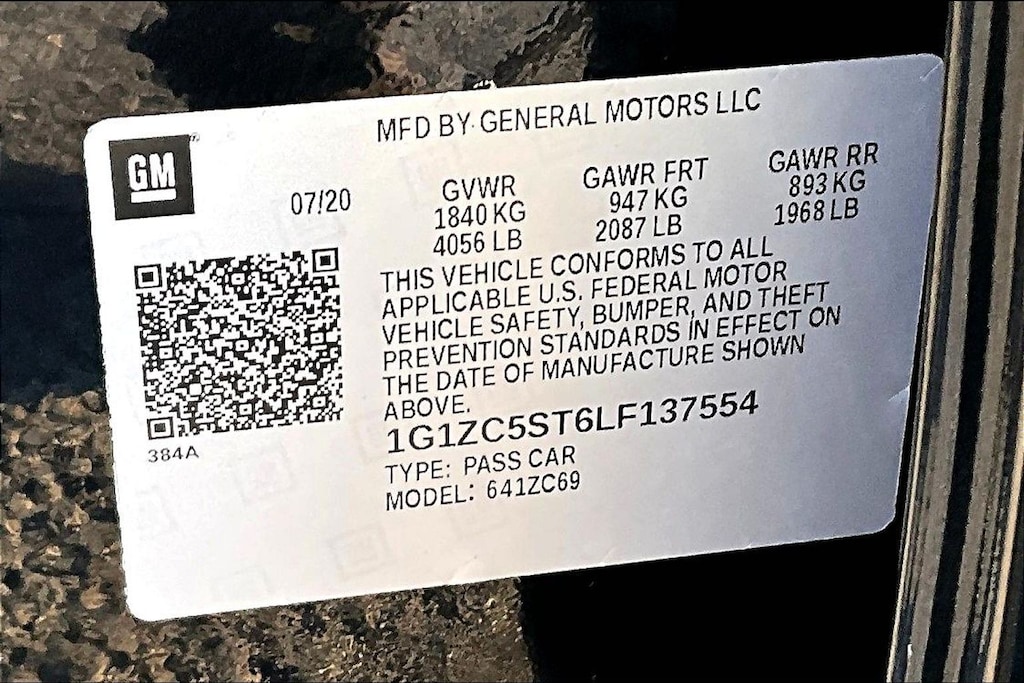 MFD BY GENERAL MOTORS LLC
GM®
07/20
GVWR
1840 KG
4056 LB
GAWR FRT
947 KG
2087 LB
GAWR RR
893 KG
1968 LB
THIS VEHICLE CONFORMS TO ALL
APPLICABLE U.S. FEDERAL MOTOR
VEHICLE SAFETY, BUMPER, AND THEFT
PREVENTION STANDARDS IN EFFECT ON
THE DATE OF MANUFACTURE SHOWN
ABOVE.
1G1ZC5ST6LF137554
TYPE: PASS CAR
MODEL: 641ZC69
384A